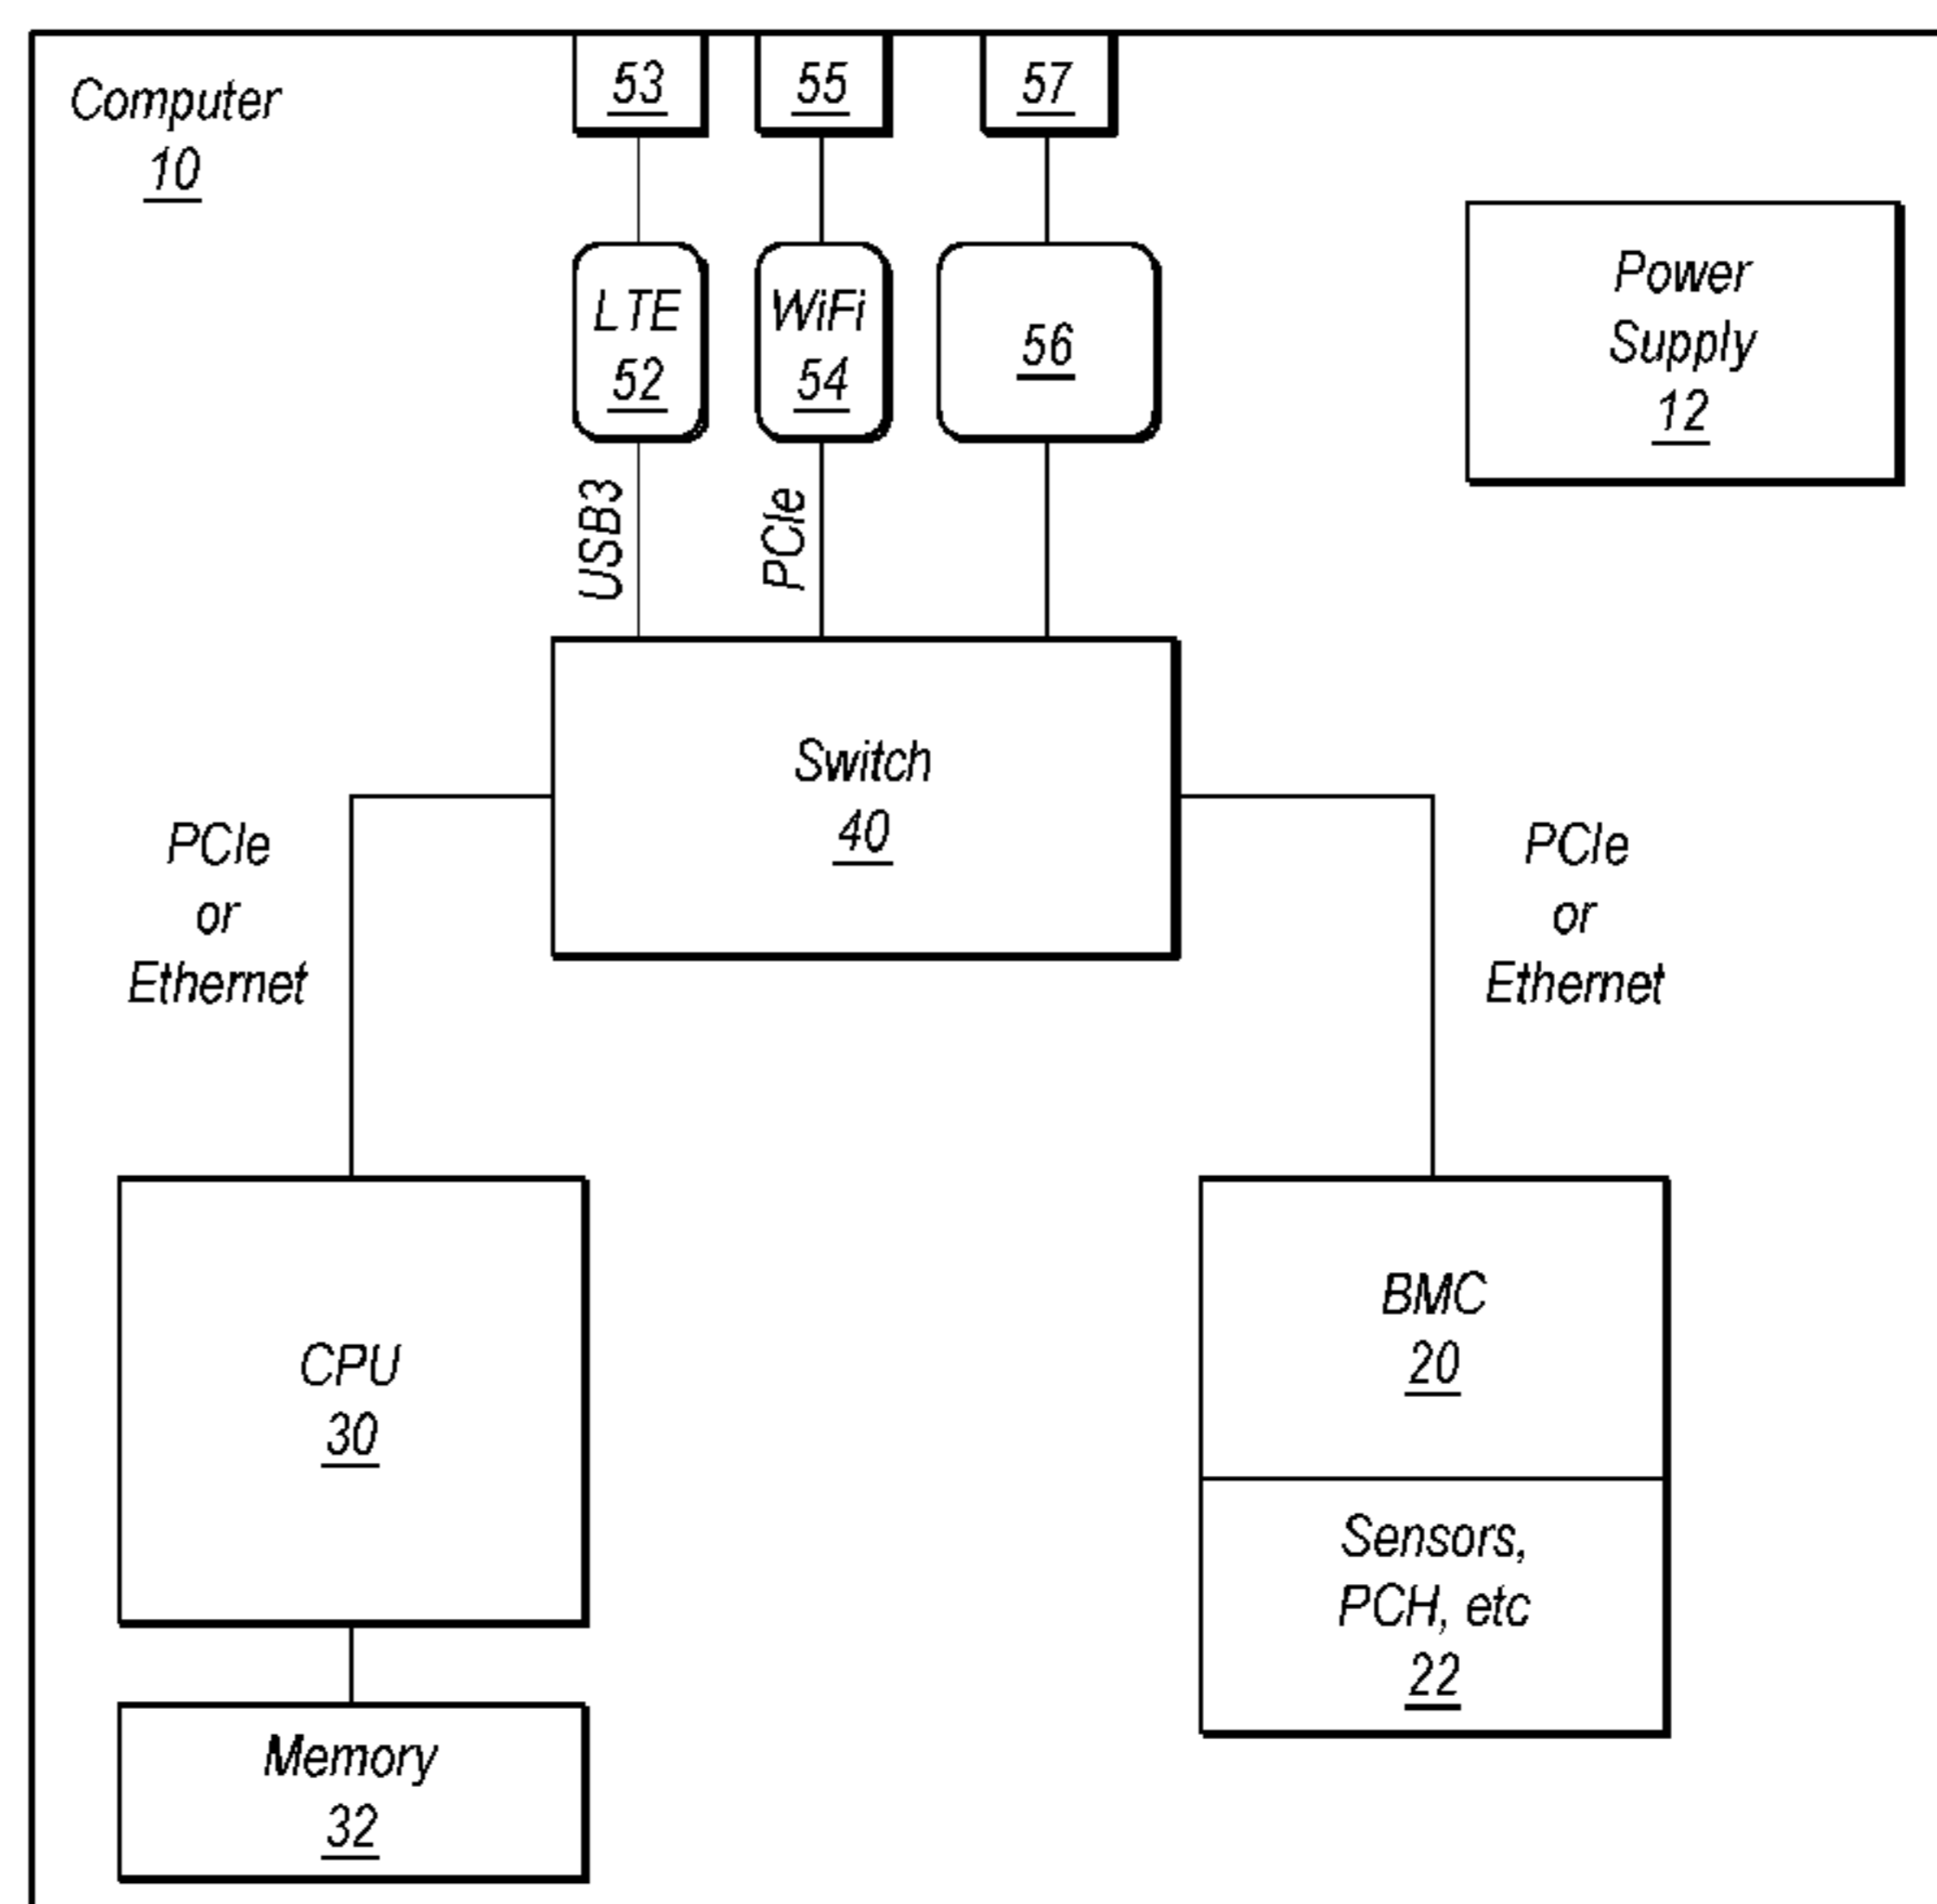 Computer
10
53
55
57
LTE
52
WiFi
54
56
Power
Supply
12
USB3
PCIe
Switch
40
PCIe
or
Ethernet
PCIe
or
Ethernet
CPU
30
BMC
20
Sensors,
PCH, etc
22
Memory
32